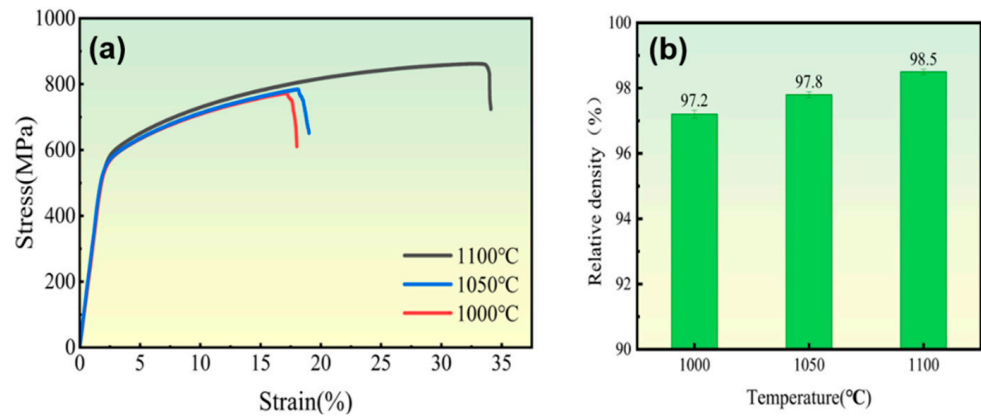 (a)
1000
800
600
400
200
0
Stress(MPa)
1100℃
1050℃
1000℃
0 5 10 15 20 25 30 35
Strain(%)
(b)
100
98
96
94
92
90
Relative density（%）
97.2 97.8 98.5
1000 1050 1100
Temperature(℃)